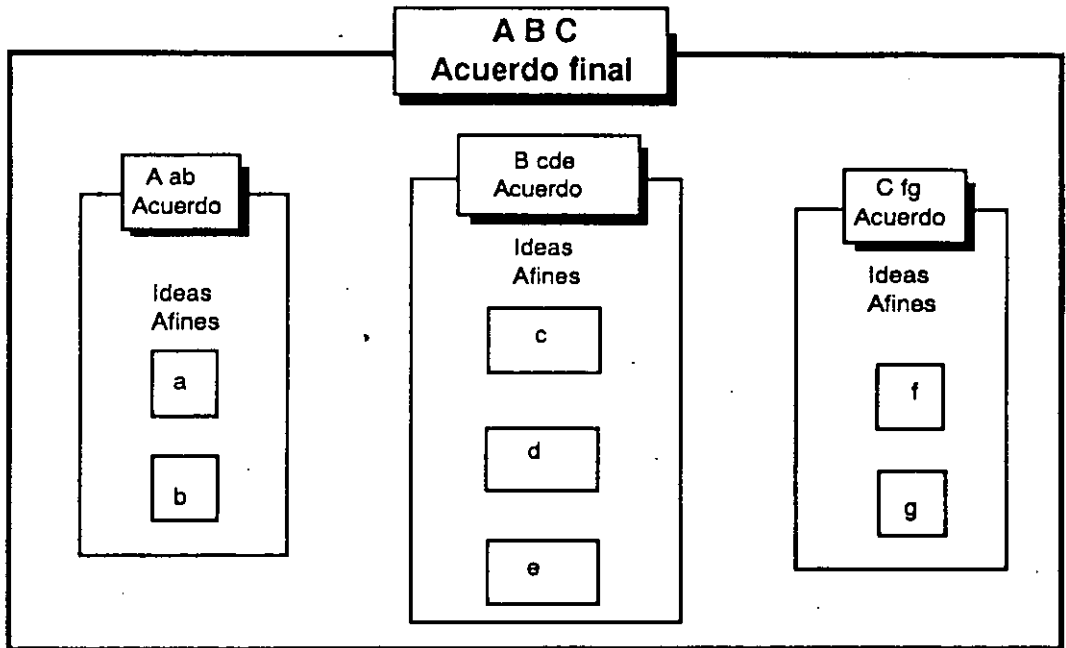 A B C
Acuerdo final
A ab
Acuerdo
Ideas
Afines
a
b
B cde
Acuerdo
Ideas
Afines
c
d
e
C fg
Acuerdo
Ideas
Afines
f
g